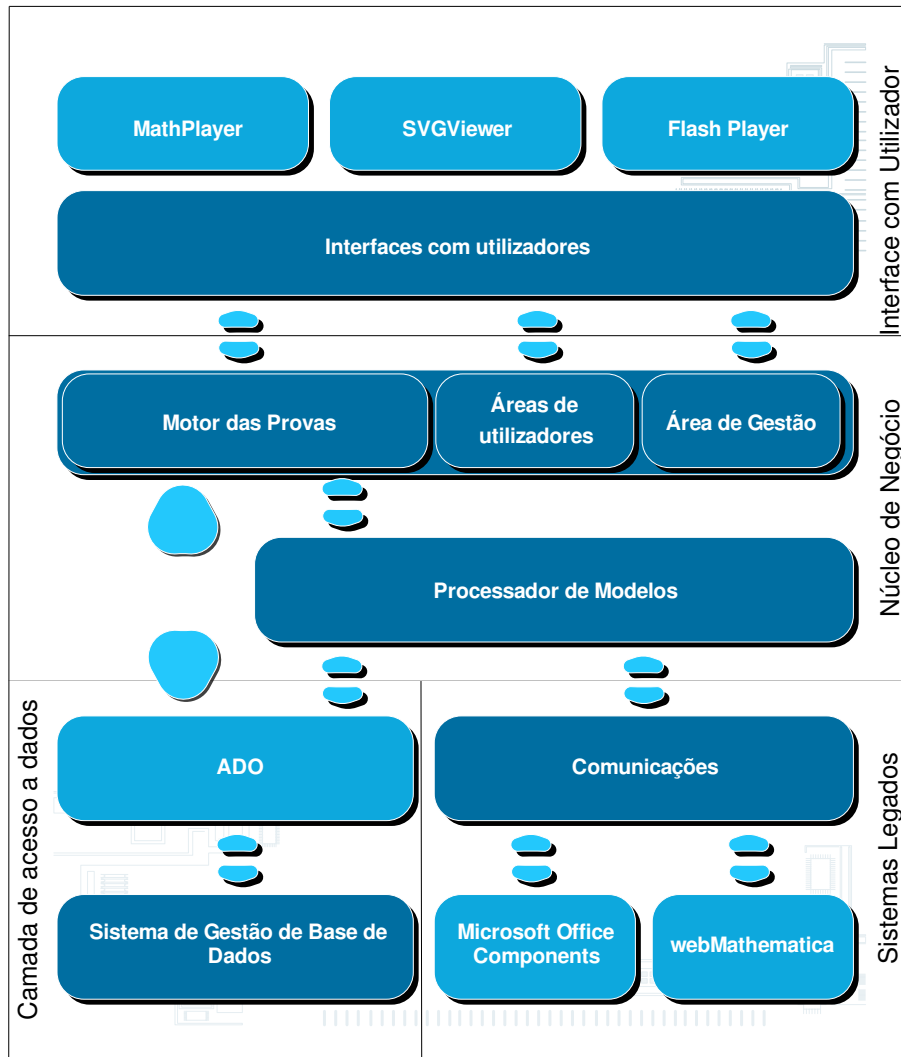 MathPlayer
SVGViewer
Flash Player
Interfaces com utilizadores
Interface com Utilizador
Motor das Provas
Áreas de
utilizadores
Área de Gestão
Processador de Modelos
Núcleo de Negócio
ADO
Sistema de Gestão de Base de
Dados
Camada de acesso a dados
Comunicações
Microsoft Office
Components
webMathematica
Sistemas Legados